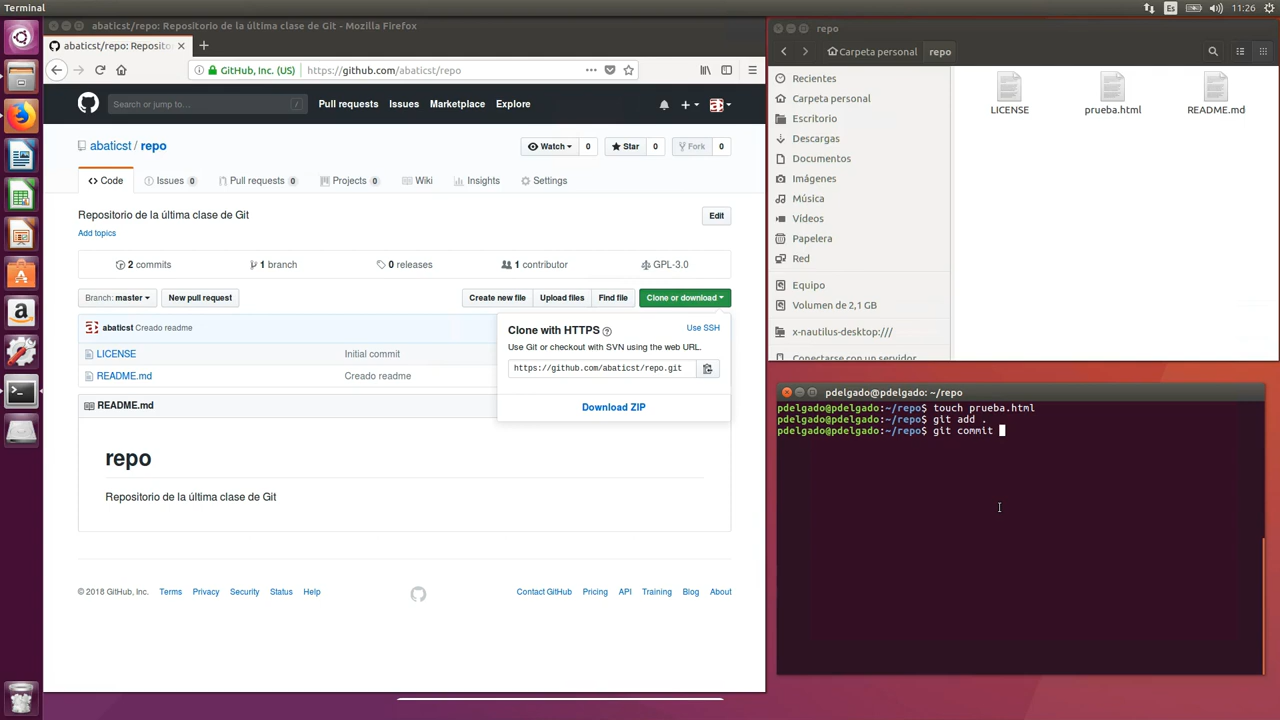 Terminal
Es
11:26
abaticst/repo: Repositorio de la última clase de Git - Mozilla Firefox
abaticst/repo: Reposito
GitHub, Inc. (US)
https://github.com/abaticst/repo
Search or jump to...
/
Pull requests
Issues
Marketplace
Explore
abaticst / repo
Watch
0
Star
0
Fork
0
Code
Issues 0
Pull requests 0
Projects 0
Wiki
Insights
Settings
Repositorio de la última clase de Git
Edit
Add topics
2 commits
1 branch
0 releases
1 contributor
GPL-3.0
Branch: master
New pull request
Create new file
Upload files
Find file
Clone or download
abaticst Creado readme
LICENSE
Initial commit
README.md
Creado readme
Clone with HTTPS
Use SSH
Use Git or checkout with SVN using the web URL.
https://github.com/abaticst/repo.git
Download ZIP
README.md
repo
Repositorio de la última clase de Git
© 2018 GitHub, Inc.
Terms
Privacy
Security
Status
Help
Contact GitHub
Pricing
API
Training
Blog
About
repo
Carpeta personal
repo
Recientes
Carpeta personal
Escritorio
Descargas
Documentos
Imágenes
Música
Vídeos
Papelera
Red
Equipo
Volumen de 2,1 GB
x-nautilus-desktop:///
Conectarse con un servidor
LICENSE
prueba.html
README.md
pdelgado@pdelgado: ~/repo
pdelgado@pdelgado:~/repo$ touch prueba.html
pdelgado@pdelgado:~/repo$ git add .
pdelgado@pdelgado:~/repo$ git commit